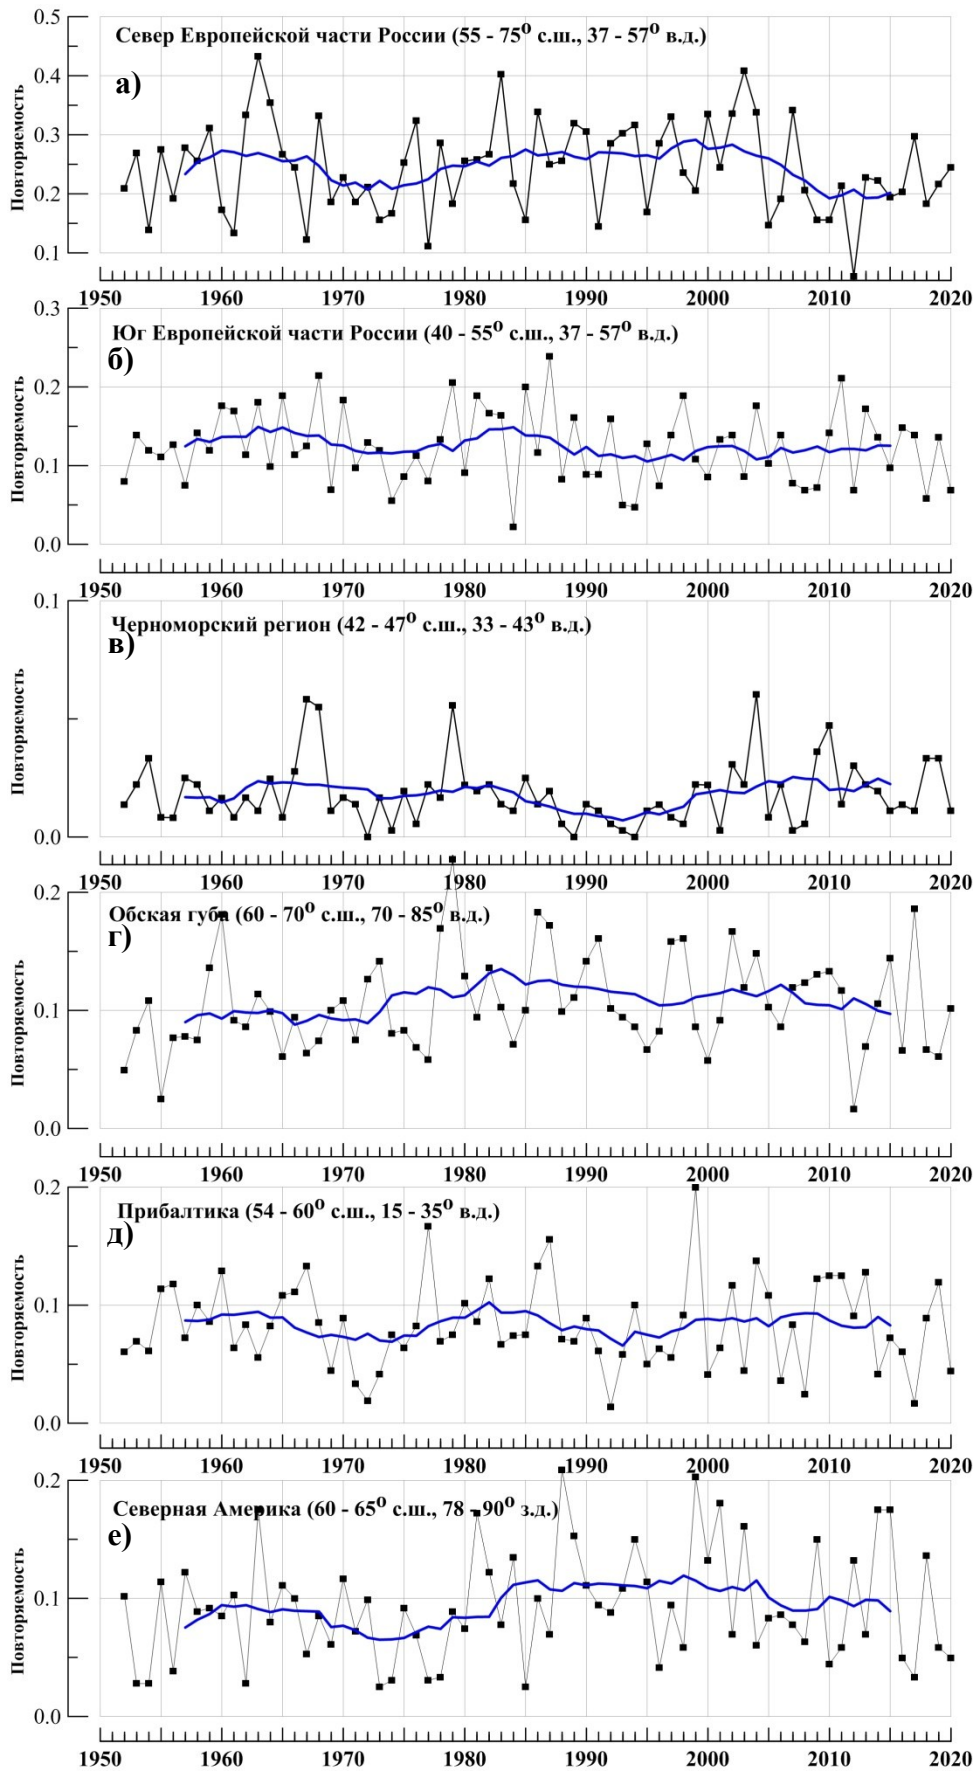 0.5
Север Европейской части России (55 - 75⁰ с.ш., 37 - 57⁰ в.д.)
а)
0.4
0.3
0.2
0.1
Повторяемость
1950 1960 1970 1980 1990 2000 2010 2020
0.3
Юг Европейской части России (40 - 55⁰ с.ш., 37 - 57⁰ в.д.)
б)
0.2
0.1
0.0
Повторяемость
1950 1960 1970 1980 1990 2000 2010 2020
0.1
Черноморский регион (42 - 47⁰ с.ш., 33 - 43⁰ в.д.)
в)
0.0
Повторяемость
1950 1960 1970 1980 1990 2000 2010 2020
0.2
Обская губа (60 - 70⁰ с.ш., 70 - 85⁰ в.д.)
г)
0.1
0.0
Повторяемость
1950 1960 1970 1980 1990 2000 2010 2020
0.2
Прибалтика (54 - 60⁰ с.ш., 15 - 35⁰ в.д.)
д)
0.1
0.0
Повторяемость
1950 1960 1970 1980 1990 2000 2010 2020
0.2
Северная Америка (60 - 65⁰ с.ш., 78 - 90⁰ з.д.)
е)
0.1
0.0
Повторяемость
1950 1960 1970 1980 1990 2000 2010 2020